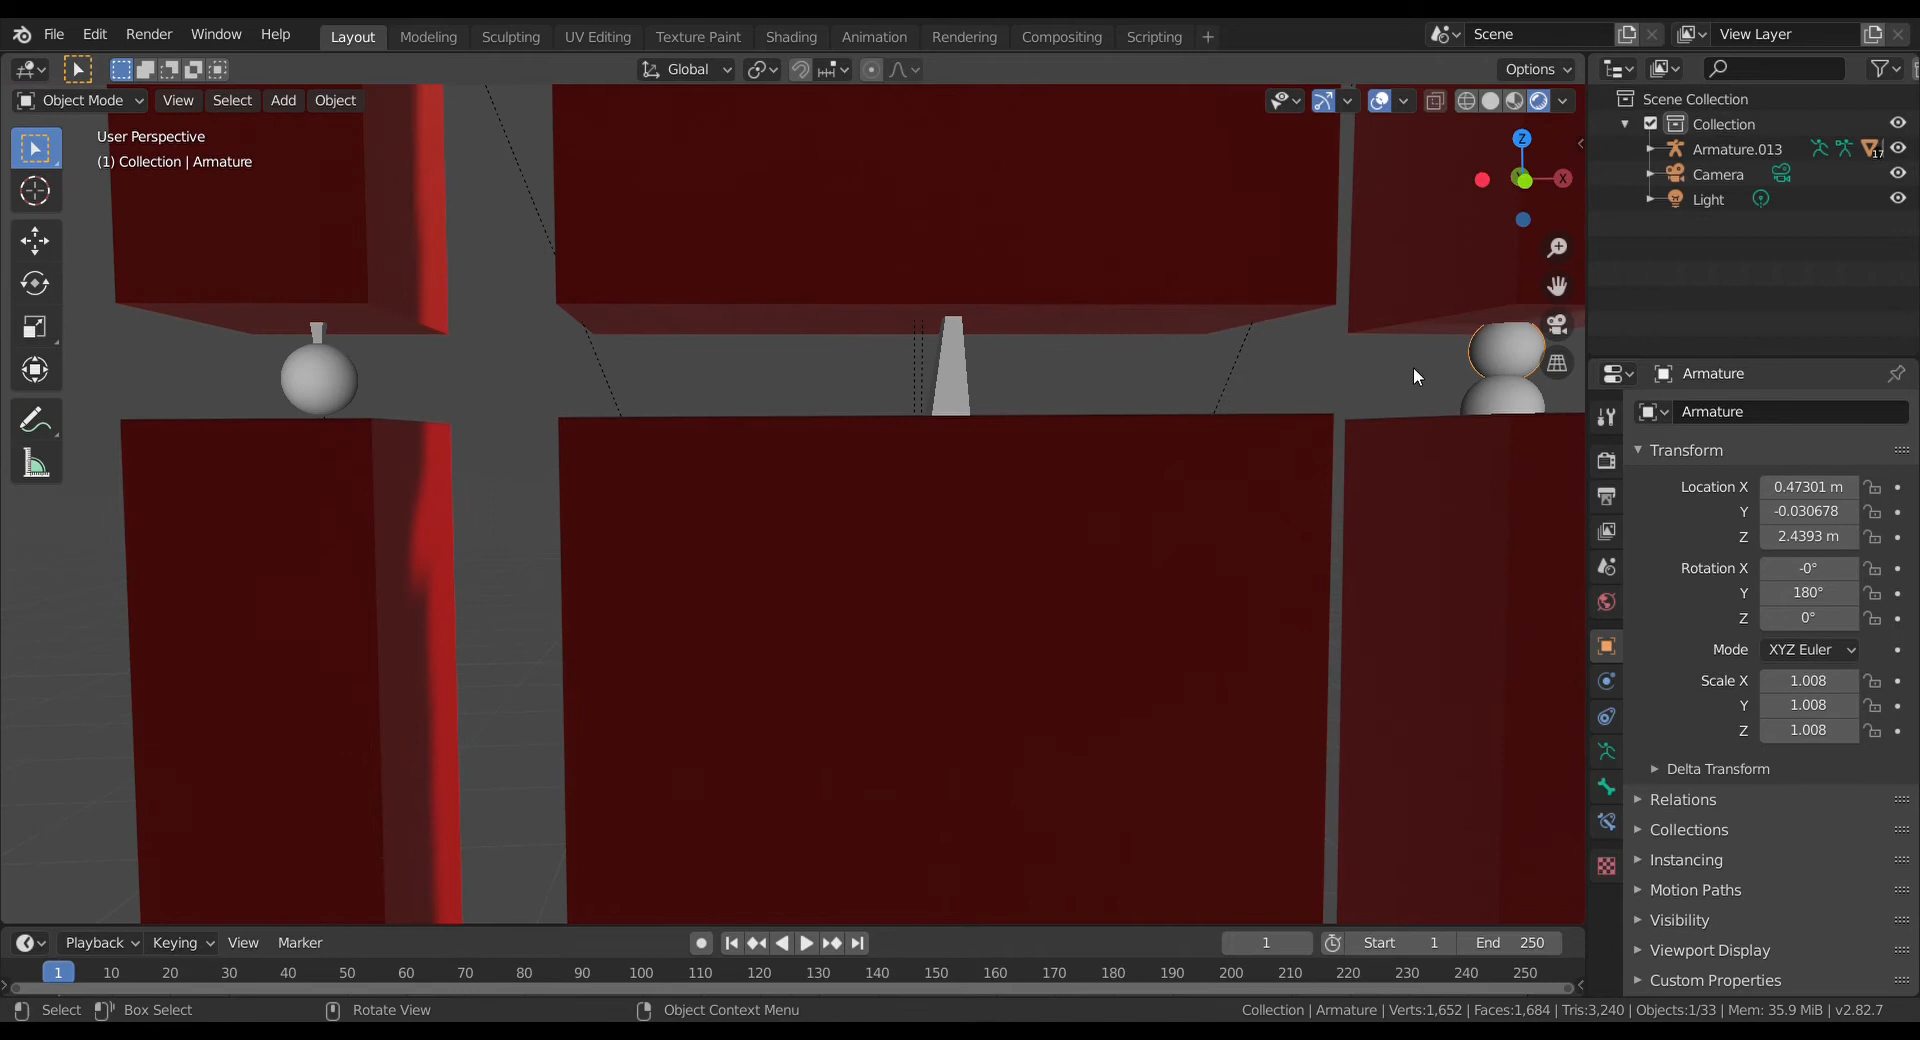 File Edit Render Window Help Layout Modeling Sculpting UV Editing Texture Paint Shading Animation Rendering Compositing Scripting + Scene View Layer
Global Options
Object Mode View Select Add Object
User Perspective
(1) Collection | Armature
Z
X
Scene Collection
Collection
Armature.013 17
Camera
Light
Armature
Armature
Transform
Location X 0.47301 m
Y -0.030678
Z 2.4393 m
Rotation X -0°
Y 180°
Z 0°
Mode XYZ Euler
Scale X 1.008
Y 1.008
Z 1.008
Delta Transform
Relations
Collections
Instancing
Motion Paths
Visibility
Viewport Display
Custom Properties
Playback Keying View Marker 1 Start 1 End 250
1 10 20 30 40 50 60 70 80 90 100 110 120 130 140 150 160 170 180 190 200 210 220 230 240 250
Select Box Select Rotate View Object Context Menu Collection | Armature | Verts:1,652 | Faces:1,684 | Tris:3,240 | Objects:1/33 | Mem: 35.9 MiB | v2.82.7